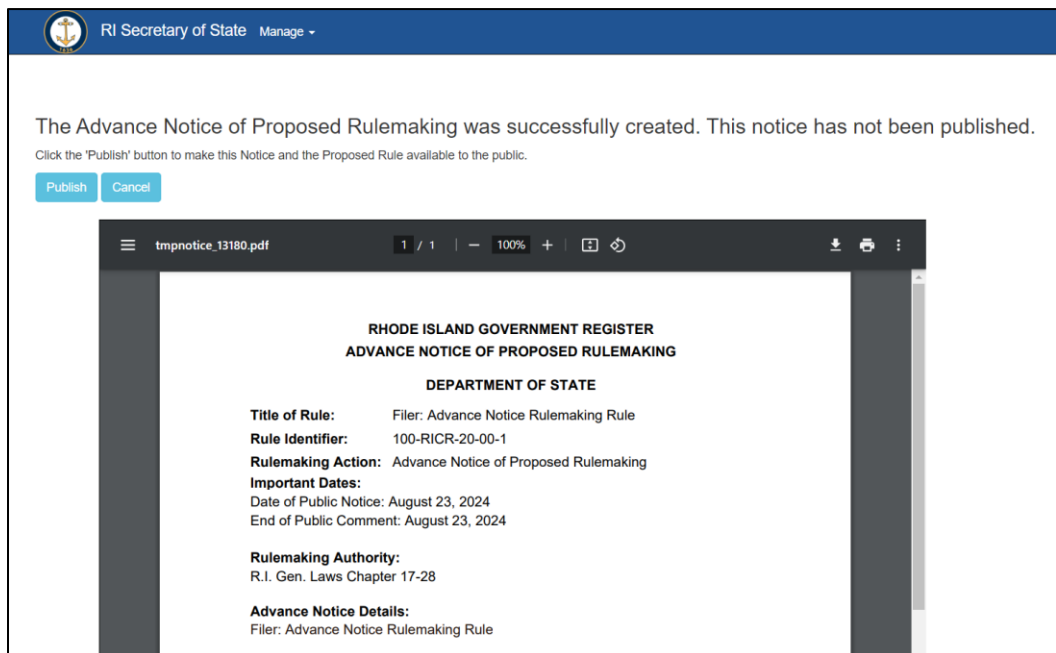 RI Secretary of State Manage
The Advance Notice of Proposed Rulemaking was successfully created. This notice has not been published.
Click the 'Publish' button to make this Notice and the Proposed Rule available to the public.
Publish Cancel
tmpnotice_13180.pdf 1 / 1 100%
RHODE ISLAND GOVERNMENT REGISTER
ADVANCE NOTICE OF PROPOSED RULEMAKING
DEPARTMENT OF STATE
Title of Rule: Filer: Advance Notice Rulemaking Rule
Rule Identifier: 100-RICR-20-00-1
Rulemaking Action: Advance Notice of Proposed Rulemaking
Important Dates:
Date of Public Notice: August 23, 2024
End of Public Comment: August 23, 2024
Rulemaking Authority:
R.I. Gen. Laws Chapter 17-28
Advance Notice Details:
Filer: Advance Notice Rulemaking Rule